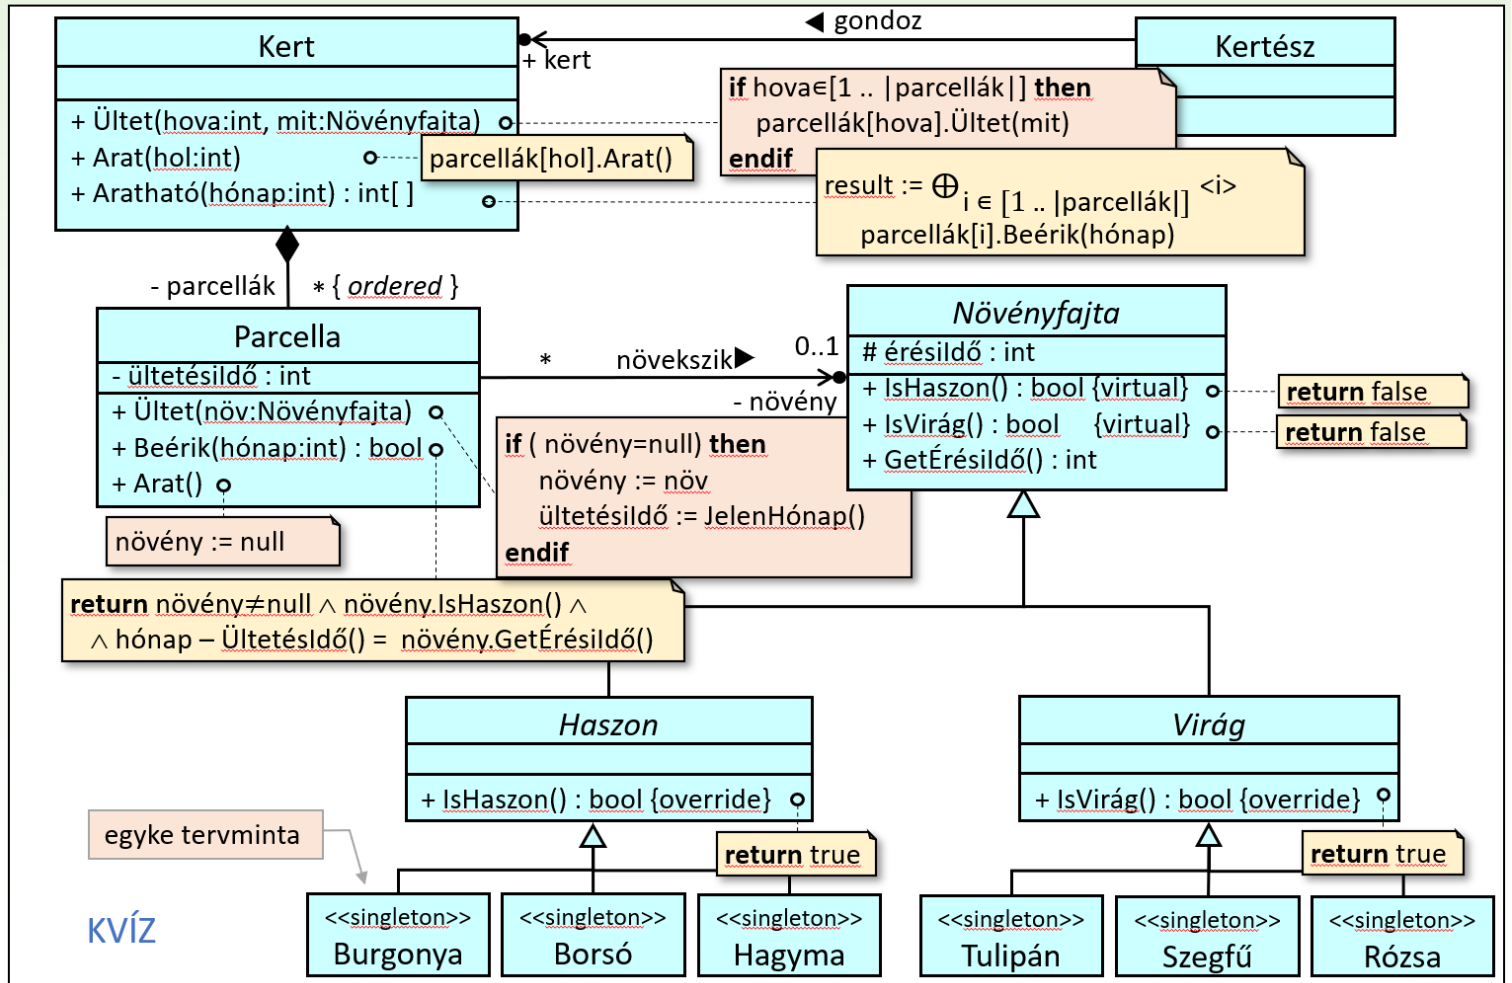 ◀ gondoz
Kert
Kertész
+ kert
+ Ültet(hova:int, mit:Növényfajta)
+ Arat(hol:int)
+ Aratható(hónap:int) : int[ ]
if hova∈[1 .. |parcellák|] then
parcellák[hova].Ültet(mit)
endif
parcellák[hol].Arat()
result := ⊕ i ∈ [1 .. |parcellák|] <i>
parcellák[i].Beérik(hónap)
- parcellák * { ordered }
Parcella
- ültetésiIdő : int
+ Ültet(növ:Növényfajta)
+ Beérik(hónap:int) : bool
+ Arat()
* növekszik▶ 0..1
- növény
Növényfajta
# érésiIdő : int
+ IsHaszon() : bool {virtual}
+ IsVirág() : bool {virtual}
+ GetÉrésiIdő() : int
return false
return false
if ( növény=null) then
növény := növ
ültetésiIdő := JelenHónap()
endif
növény := null
return növény≠null ∧ növény.IsHaszon() ∧
∧ hónap – ÜltetésIdő() = növény.GetÉrésiIdő()
Haszon
+ IsHaszon() : bool {override}
return true
Virág
+ IsVirág() : bool {override}
return true
egyke tervminta
KVÍZ
<<singleton>>
Burgonya
<<singleton>>
Borsó
<<singleton>>
Hagyma
<<singleton>>
Tulipán
<<singleton>>
Szegfű
<<singleton>>
Rózsa